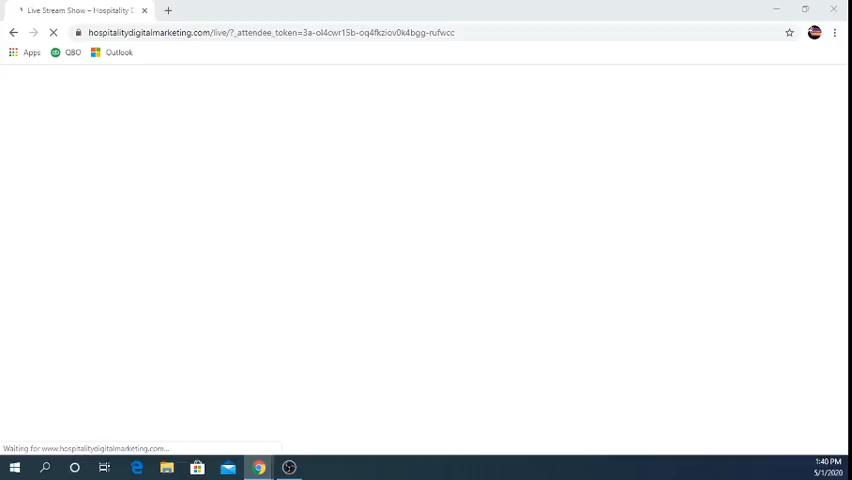 Live Stream Show – Hospitality D
hospitalitydigitalmarketing.com/live/?_attendee_token=3a-ol4cwr15b-oq4fkziov0k4bgg-rufwcc
Apps QBO Outlook
Waiting for www.hospitalitydigitalmarketing.com...
1:40 PM
5/1/2020